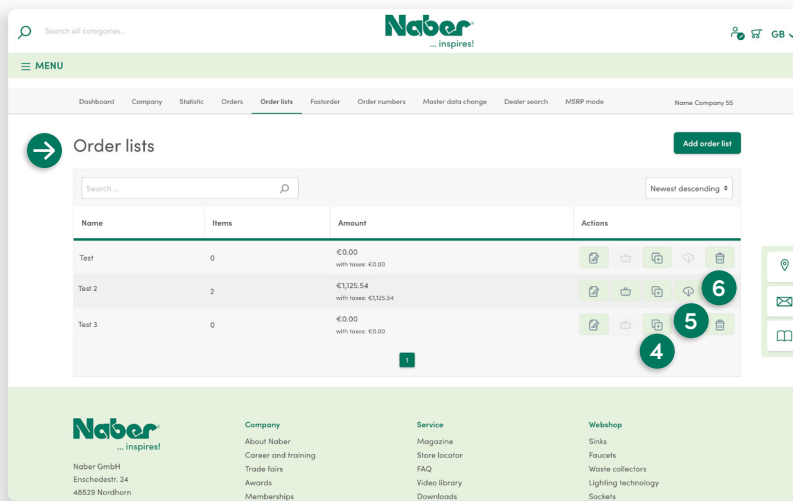 Search all categories...
Naber
... inspires!
GB
MENU
Dashboard Company Statistic Orders Order lists Fastorder Order numbers Master data change Dealer search MSRP mode Name Company 55
Order lists
Add order list
Search ...
Newest descending
Name Items Amount Actions
Test 0 €0.00
with taxes: €0.00
Test 2 2 €1,125.54
with taxes: €1,125.54
6
Test 3 0 €0.00
with taxes: €0.00
5
4
1
Naber
... inspires!
Naber GmbH
Enschedestr. 24
48529 Nordhorn
Company
About Naber
Career and training
Trade fairs
Awards
Memberships
Service
Magazine
Store locator
FAQ
Video library
Downloads
Webshop
Sinks
Faucets
Waste collectors
Lighting technology
Sockets